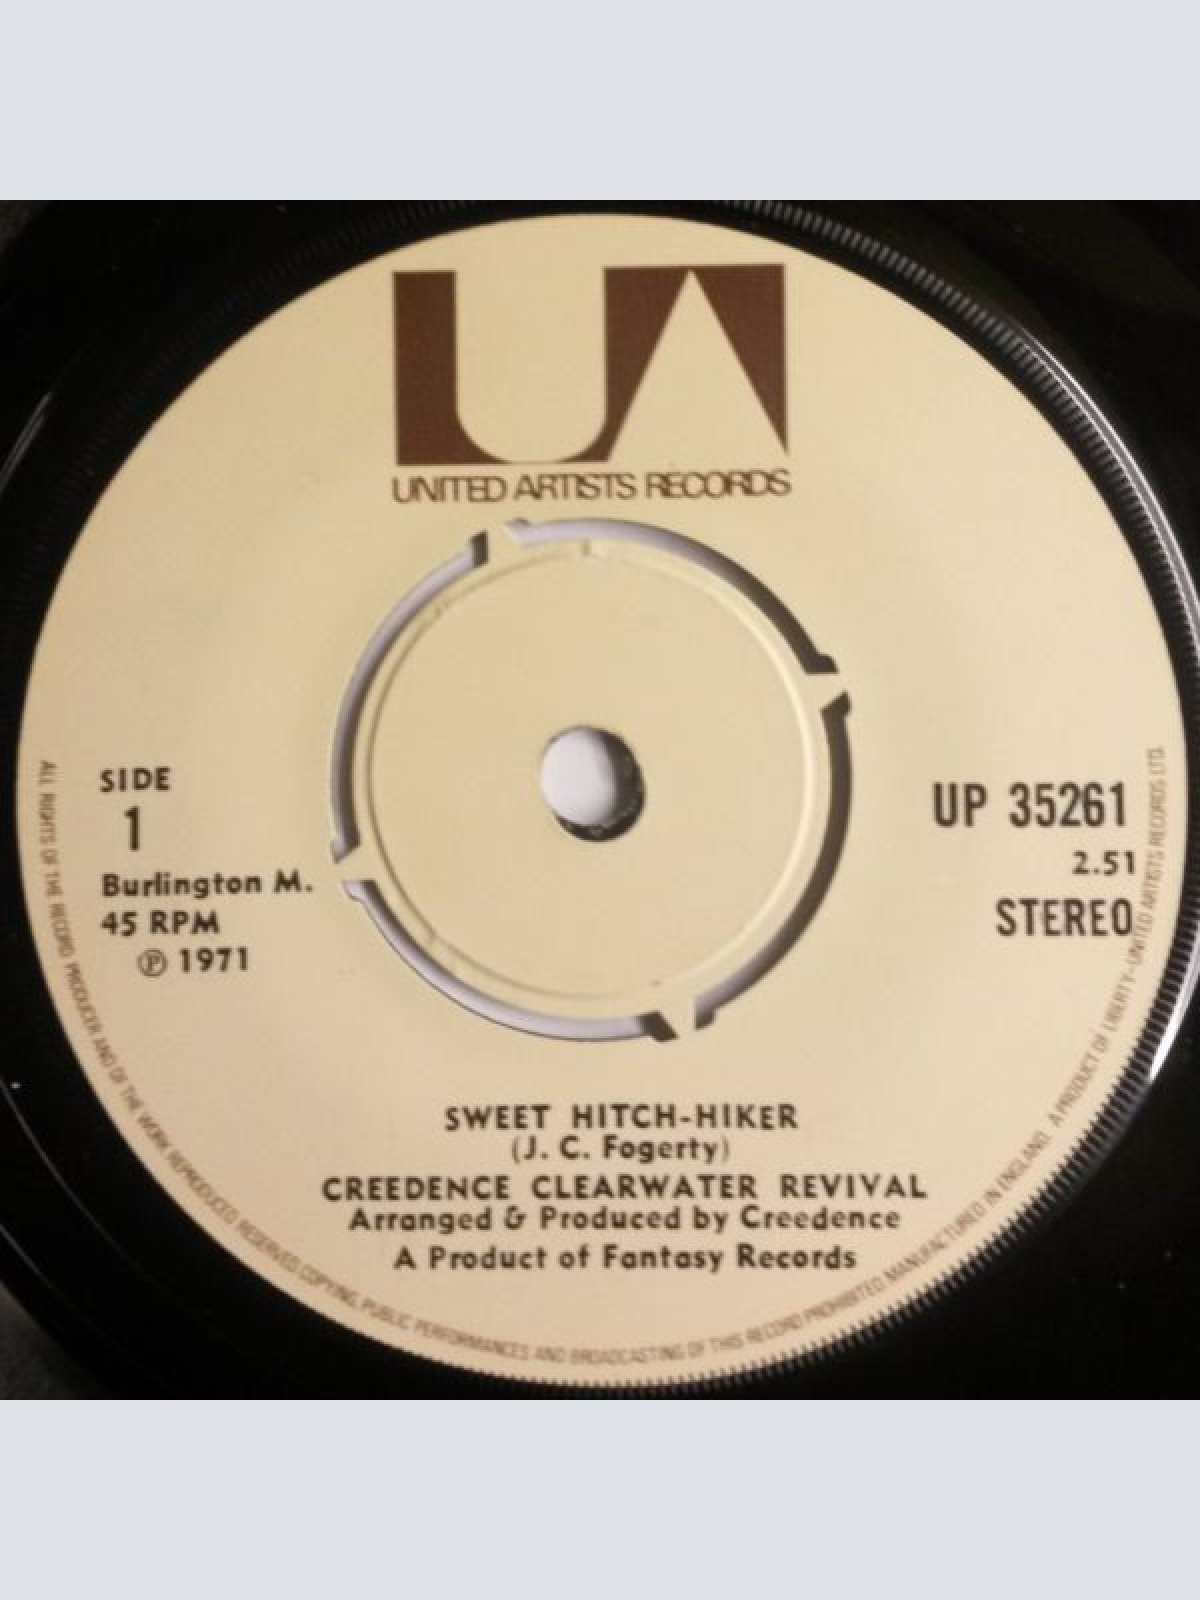 UA
UNITED ARTISTS RECORDS
SIDE
1
Burlington M.
45 RPM
Ⓟ 1971
UP 35261
2.51
STEREO
SWEET HITCH-HIKER
(J. C. Fogerty)
CREEDENCE CLEARWATER REVIVAL
Arranged & Produced by Creedence
A Product of Fantasy Records
ALL RIGHTS OF THE RECORD PRODUCER AND OF THE WORK REPRODUCED RESERVED. COPYING, PUBLIC PERFORMANCES AND BROADCASTING OF THIS RECORD PROHIBITED. MANUFACTURED IN ENGLAND. A PRODUCT OF LIBERTY-UNITED ARTISTS RECORDS LTD.